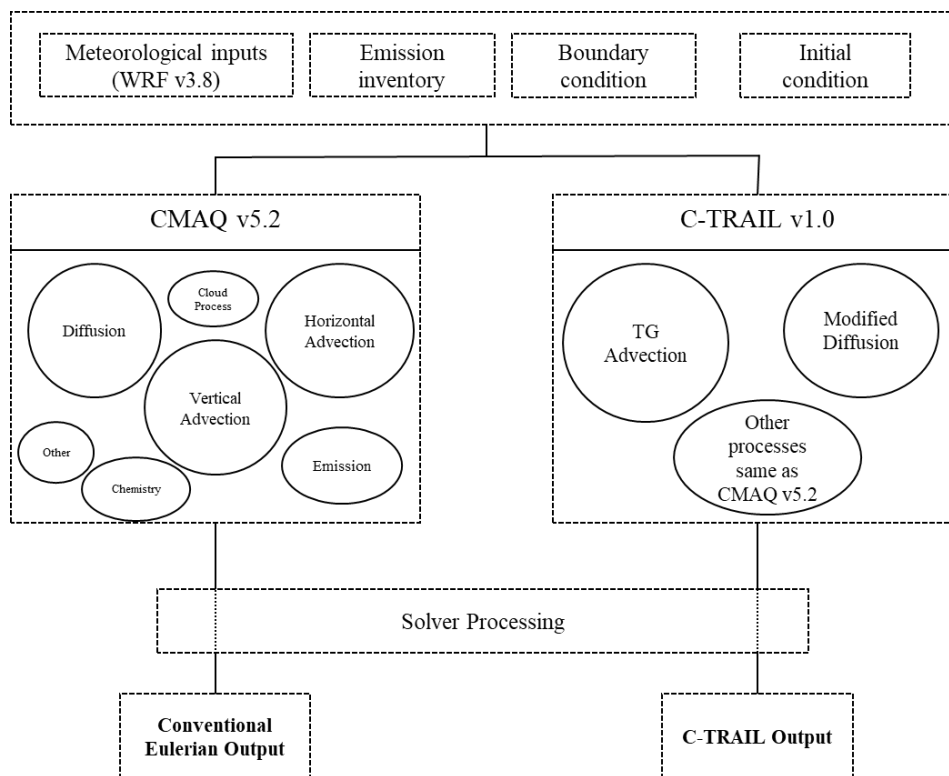 Meteorological inputs
(WRF v3.8)
Emission
inventory
Boundary
condition
Initial
condition
CMAQ v5.2
Diffusion
Cloud
Process
Horizontal
Advection
Vertical
Advection
Other
Chemistry
Emission
C-TRAIL v1.0
TG
Advection
Modified
Diffusion
Other
processes
same as
CMAQ v5.2
Solver Processing
Conventional
Eulerian Output
C-TRAIL Output